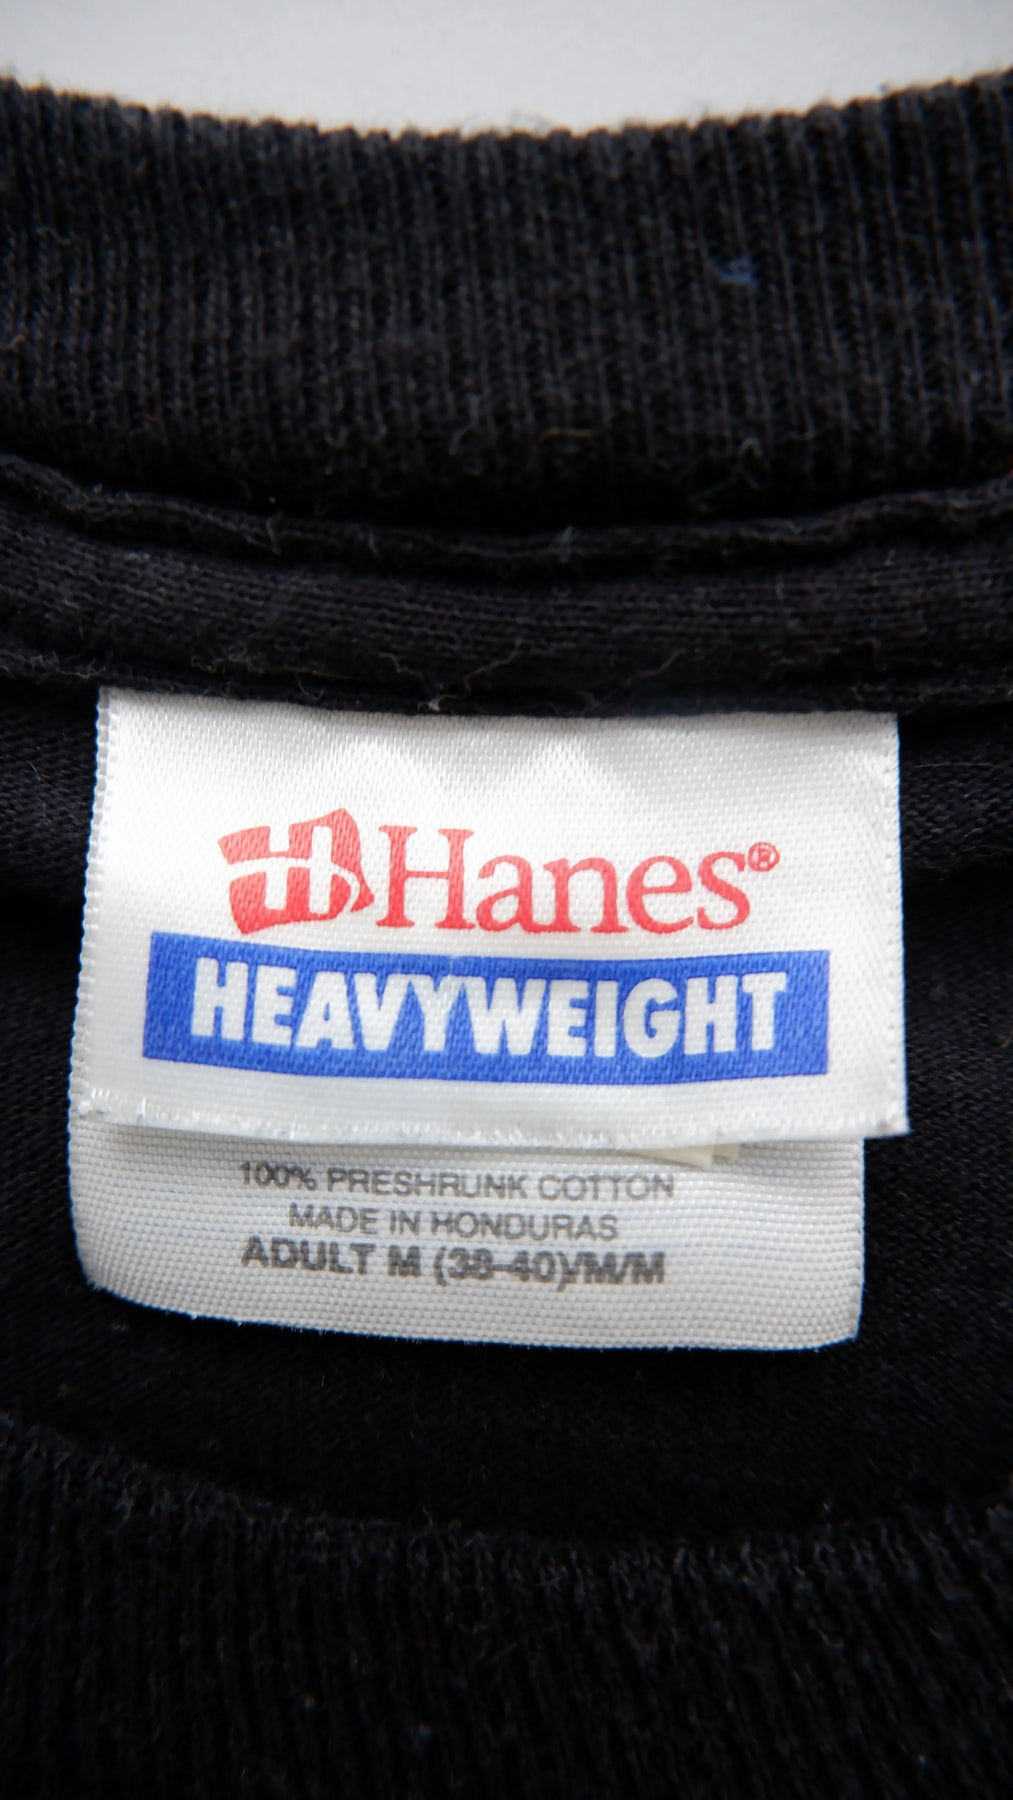 H Hanes®
HEAVYWEIGHT
100% PRESHRUNK COTTON
MADE IN HONDURAS
ADULT M (38-40)/M/M